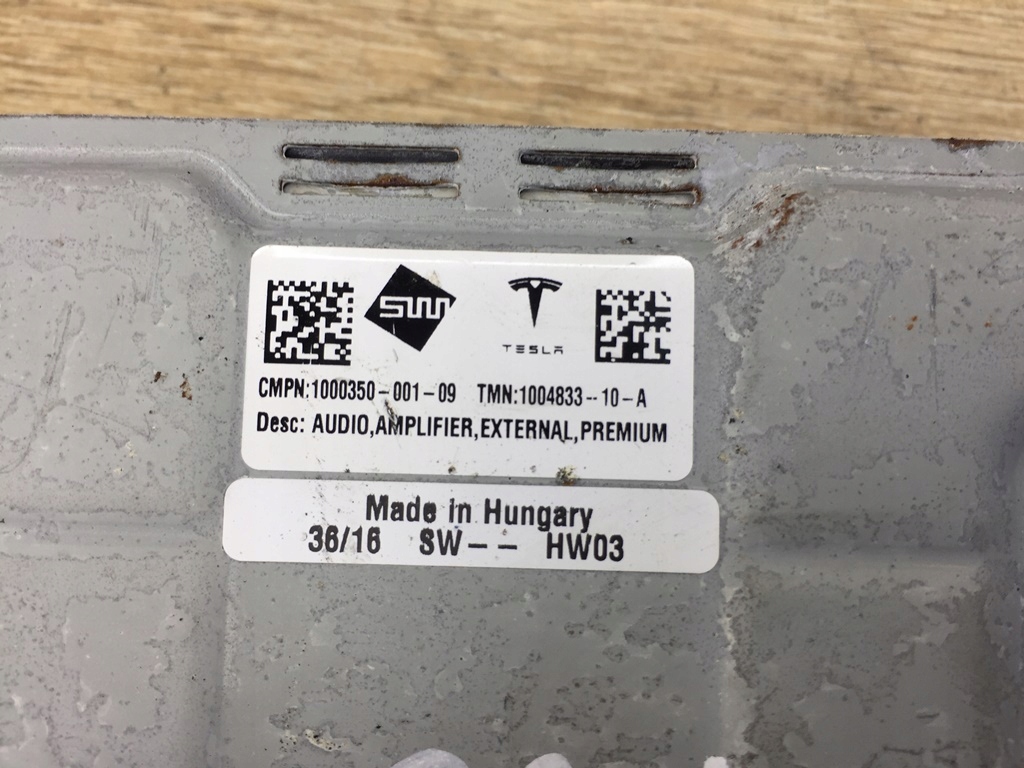 SW
TESLA
CMPN:1000350-001-09 TMN:1004833--10-A
Desc: AUDIO,AMPLIFIER,EXTERNAL,PREMIUM
Made in Hungary
36/16 SW-- HW03